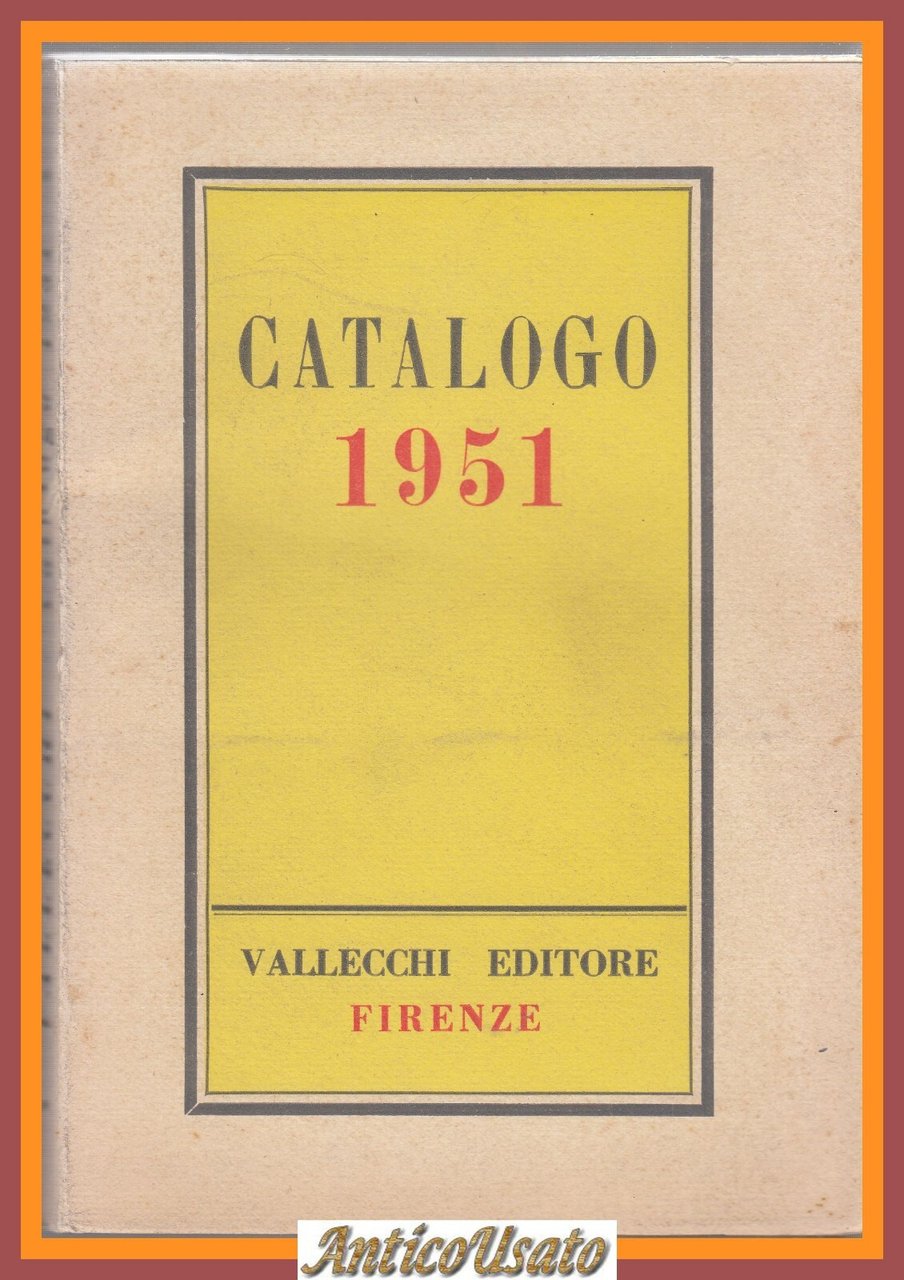 CATALOGO
1951
VALLECCHI EDITORE
FIRENZE
AnticoUsato